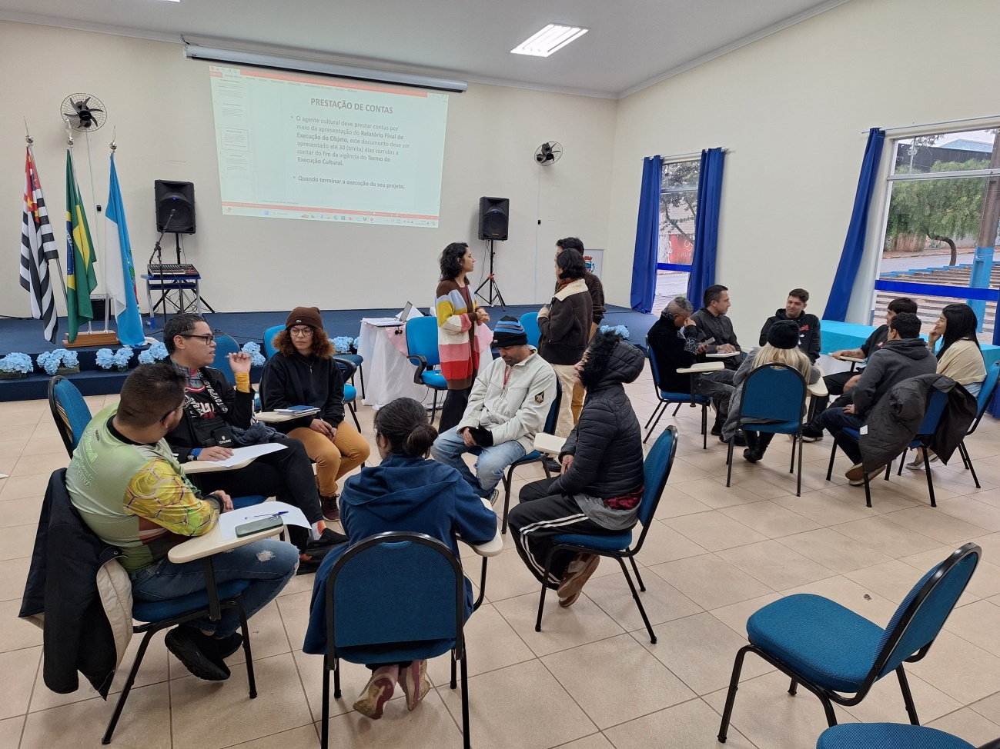 PRESTAÇÃO DE CONTAS
• O agente cultural deve prestar contas por
meio da apresentação do Relatório Final de
Execução do Objeto, este documento deve ser
apresentado até 30 (trinta) dias corridos a
contar do fim da vigência do Termo de
Execução Cultural.
• Quando terminar a execução do seu projeto.